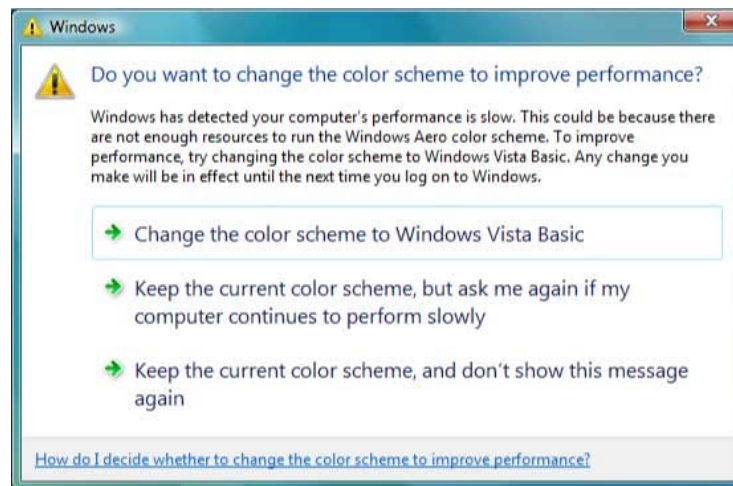 Windows
Do you want to change the color scheme to improve performance?
Windows has detected your computer's performance is slow. This could be because there
are not enough resources to run the Windows Aero color scheme. To improve
performance, try changing the color scheme to Windows Vista Basic. Any change you
make will be in effect until the next time you log on to Windows.
Change the color scheme to Windows Vista Basic
Keep the current color scheme, but ask me again if my
computer continues to perform slowly
Keep the current color scheme, and don't show this message
again
How do I decide whether to change the color scheme to improve performance?